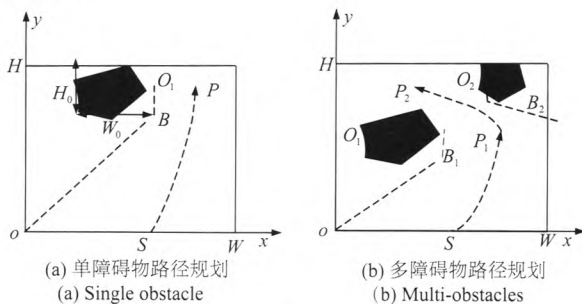 y
H
H₀
W₀
O₁
B
P
o
S
W
x
(a) 单障碍物路径规划
(a) Single obstacle
y
H
P₂
O₂
B₂
O₁
P₁
B₁
o
S
W
x
(b) 多障碍物路径规划
(b) Multi-obstacles